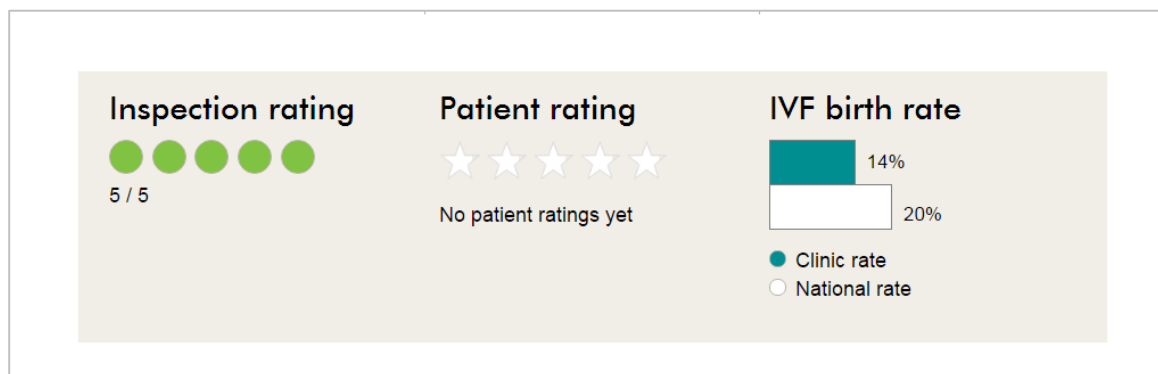 Inspection rating
5 / 5
Patient rating
No patient ratings yet
IVF birth rate
14%
20%
Clinic rate
National rate